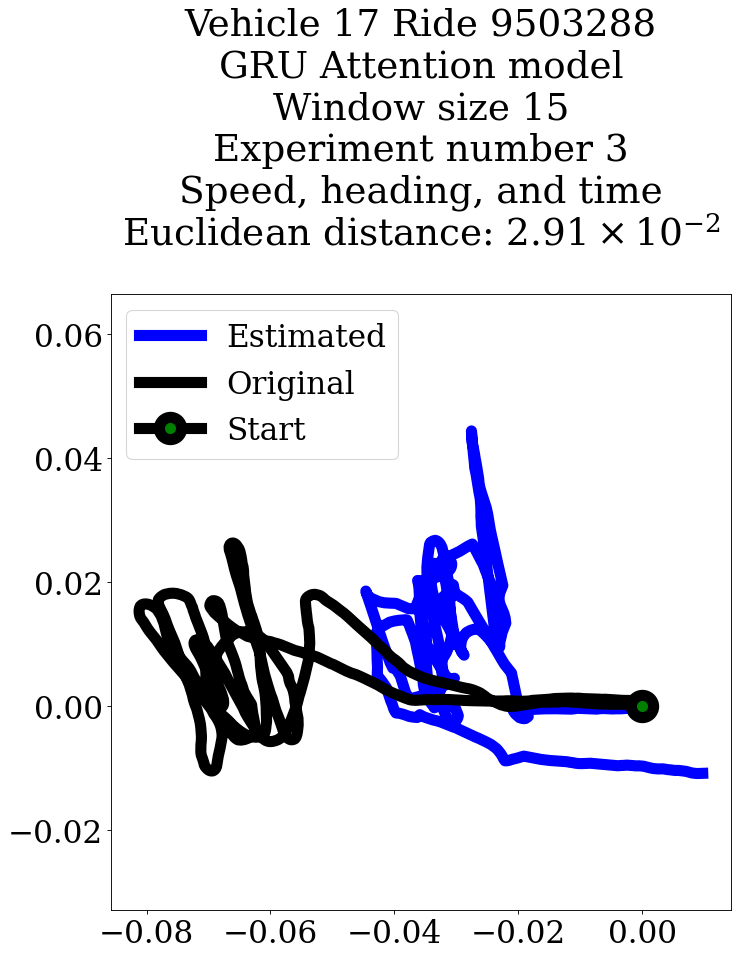 Vehicle 17 Ride 9503288
GRU Attention model
Window size 15
Experiment number 3
Speed, heading, and time
Euclidean distance: 2.91 × 10⁻²
0.06
0.04
0.02
0.00
−0.02
Estimated
Original
Start
−0.08 −0.06 −0.04 −0.02 0.00